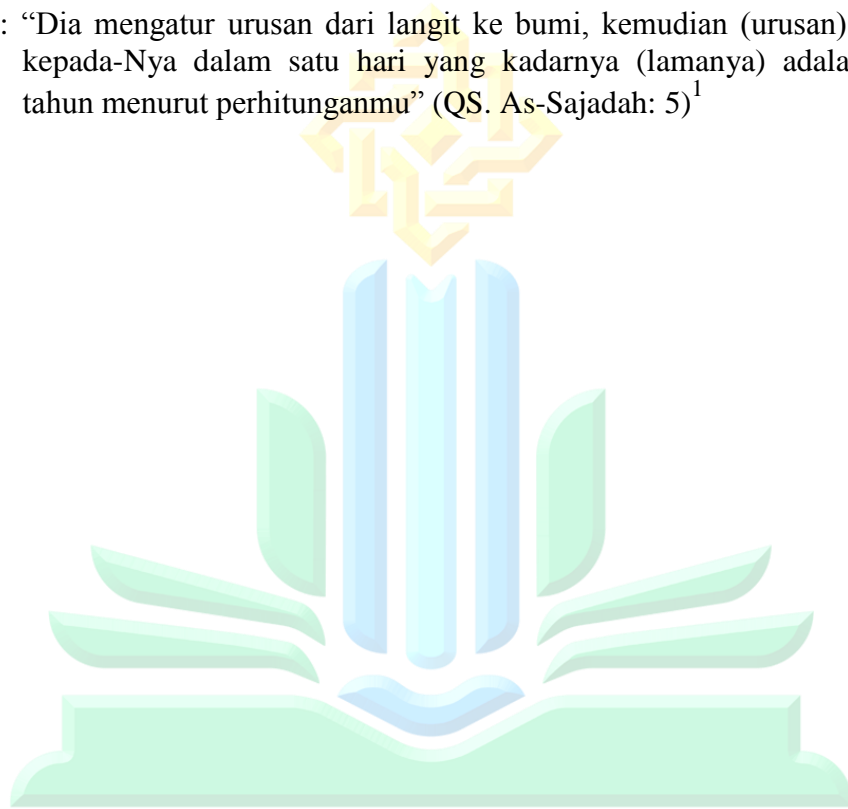 : “Dia mengatur urusan dari langit ke bumi, kemudian (urusan)
kepada-Nya dalam satu hari yang kadarnya (lamanya)
tahun menurut perhitunganmu” (QS. As-Sajadah: 5)1